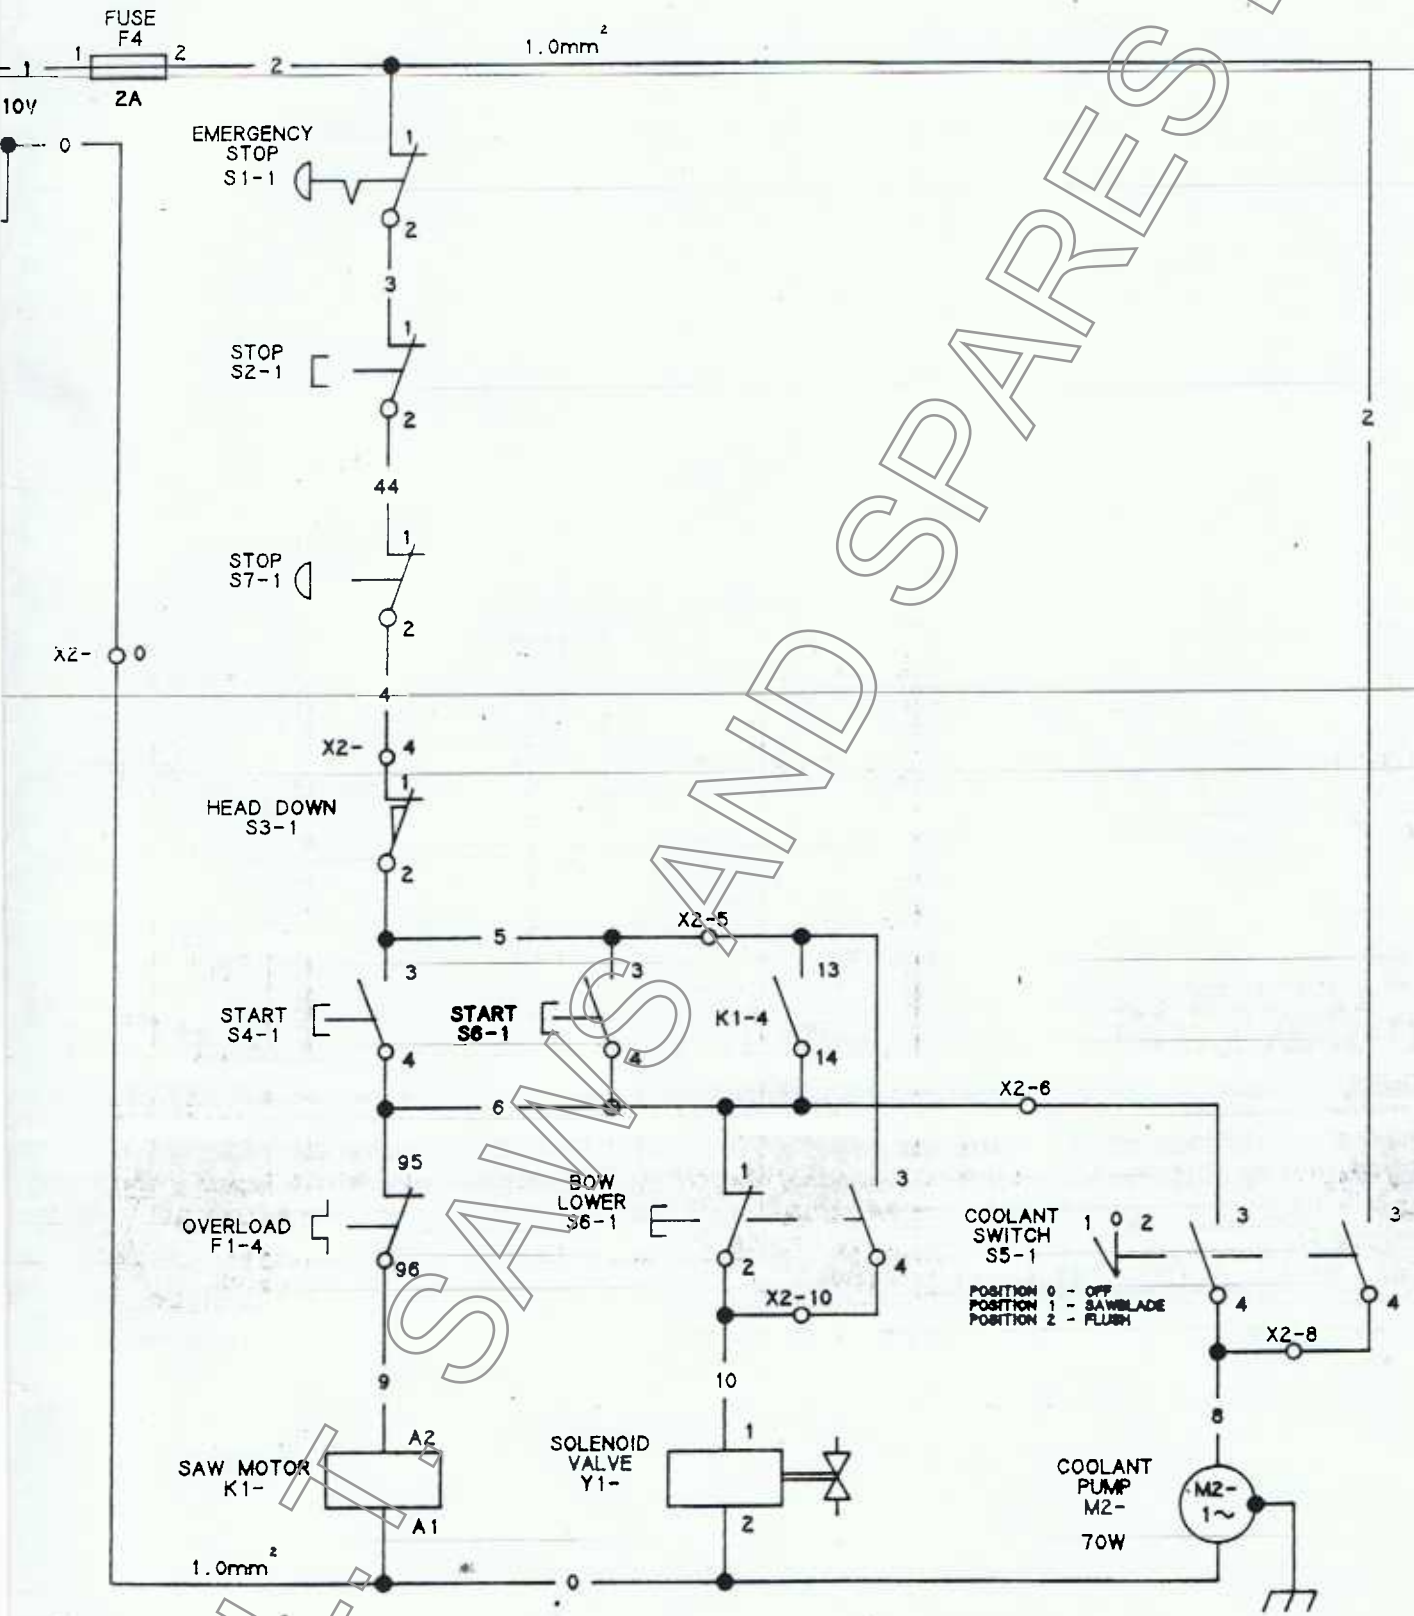 FUSE
F4
1
2
1
2
1.0mm²
10V
2A
0
EMERGENCY
STOP
S1-1
1
2
3
STOP
S2-1
1
2
2
44
STOP
S7-1
1
2
X2-
0
4
X2-
4
HEAD DOWN
S3-1
1
2
5
X2-5
START
S4-1
3
4
START
S6-1
3
4
K1-4
13
14
6
X2-6
OVERLOAD
F1-4
95
96
BOW
LOWER
S6-1
1
2
3
4
X2-10
COOLANT
SWITCH
S5-1
1 0 2
3
4
3
4
POSITION 0 - OFF
POSITION 1 - SAWBLADE
POSITION 2 - FLUSH
X2-8
9
10
8
SAW MOTOR
K1-
A2
A1
SOLENOID
VALVE
Y1-
1
2
COOLANT
PUMP
M2-
70W
M2-
1~
1.0mm²
0
SAWS AND SPARES